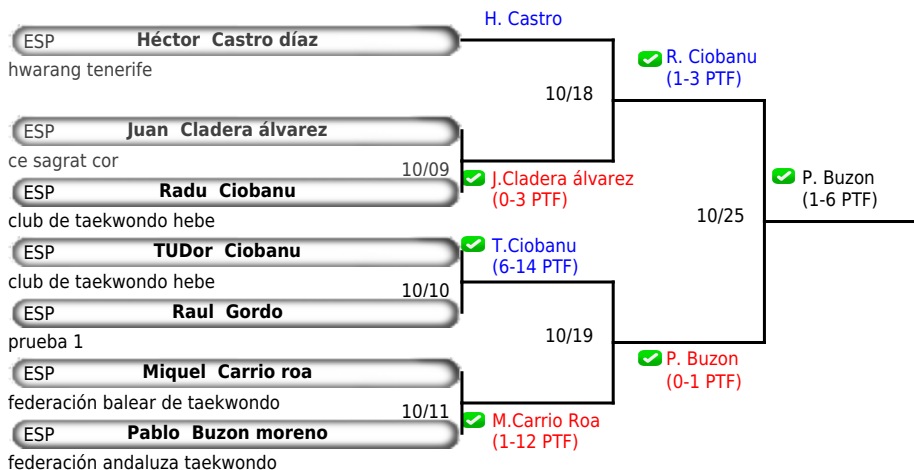 H. Castro
ESP Héctor Castro díaz
hwarang tenerife
R. Ciobanu
(1-3 PTF)
10/18
ESP Juan Cladera álvarez
ce sagrat cor
10/09
J.Cladera álvarez
(0-3 PTF)
ESP Radu Ciobanu
club de taekwondo hebe
P. Buzon
(1-6 PTF)
10/25
ESP TUDor Ciobanu
club de taekwondo hebe
T.Ciobanu
(6-14 PTF)
10/10
ESP Raul Gordo
prueba 1
10/19
P. Buzon
(0-1 PTF)
ESP Miquel Carrio roa
federación balear de taekwondo
10/11
M.Carrio Roa
(1-12 PTF)
ESP Pablo Buzon moreno
federación andaluza taekwondo